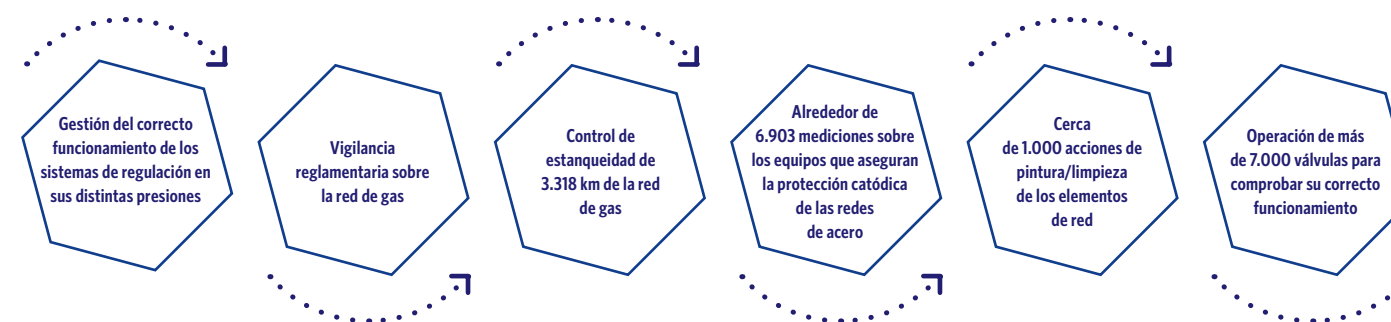 Gestión del correcto
funcionamiento de los
sistemas de regulación en
sus distintas presiones
Vigilancia
reglamentaria sobre
la red de gas
Control de
estanqueidad de
3.318 km de la red
de gas
Alrededor de
6.903 mediciones sobre
los equipos que aseguran
la protección catódica
de las redes
de acero
Cerca
de 1.000 acciones de
pintura/limpieza
de los elementos
de red
Operación de más
de 7.000 válvulas para
comprobar su correcto
funcionamiento